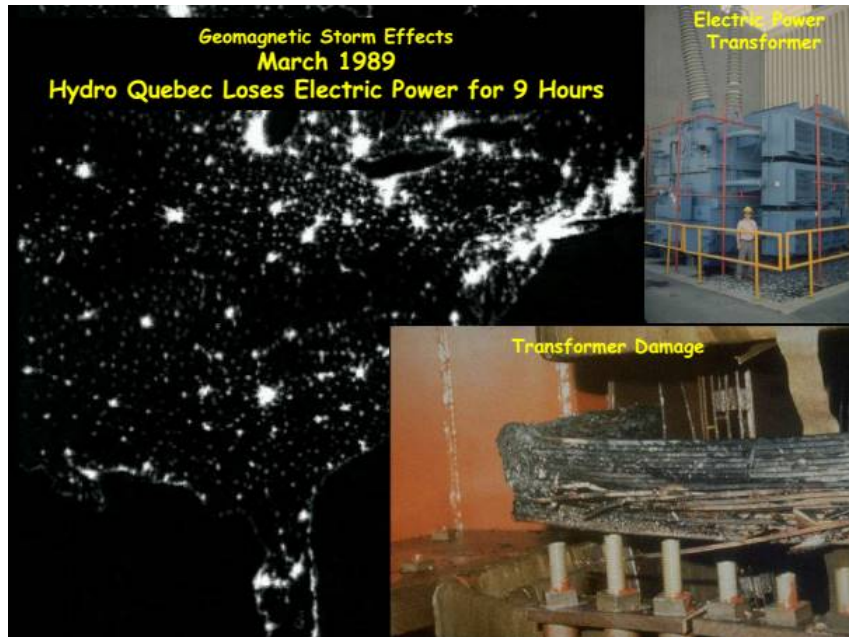 Geomagnetic Storm Effects
March 1989
Hydro Quebec Loses Electric Power for 9 Hours
Electric Power
Transformer
Transformer Damage